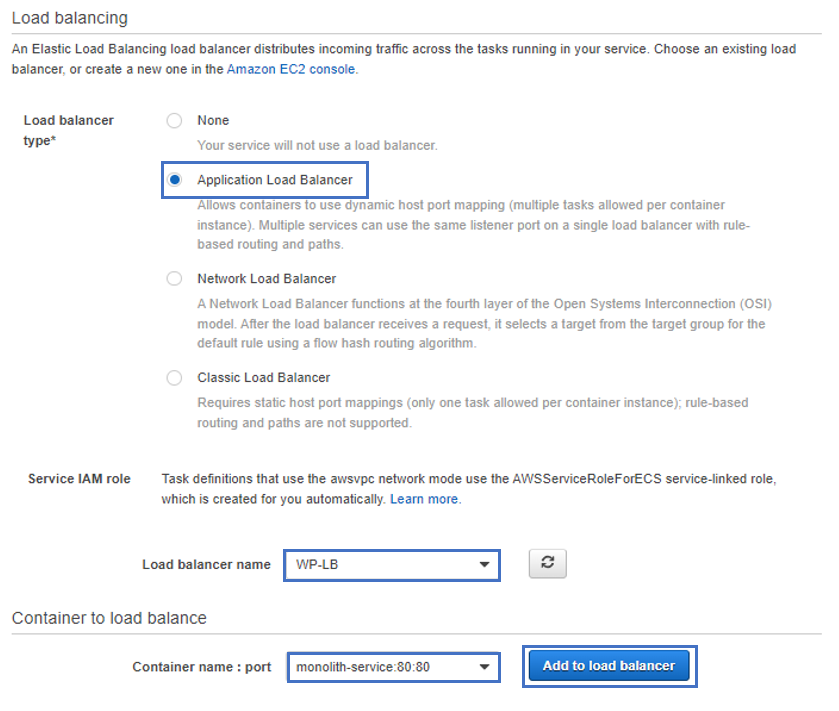 Load balancing
An Elastic Load Balancing load balancer distributes incoming traffic across the tasks running in your service. Choose an existing load
balancer, or create a new one in the Amazon EC2 console.
Load balancer
type*
None
Your service will not use a load balancer.
Application Load Balancer
Allows containers to use dynamic host port mapping (multiple tasks allowed per container
instance). Multiple services can use the same listener port on a single load balancer with rule-
based routing and paths.
Network Load Balancer
A Network Load Balancer functions at the fourth layer of the Open Systems Interconnection (OSI)
model. After the load balancer receives a request, it selects a target from the target group for the
default rule using a flow hash routing algorithm.
Classic Load Balancer
Requires static host port mappings (only one task allowed per container instance); rule-based
routing and paths are not supported.
Service IAM role
Task definitions that use the awsvpc network mode use the AWSServiceRoleForECS service-linked role,
which is created for you automatically. Learn more.
Load balancer name
WP-LB
Container to load balance
Container name : port
monolith-service:80:80
Add to load balancer